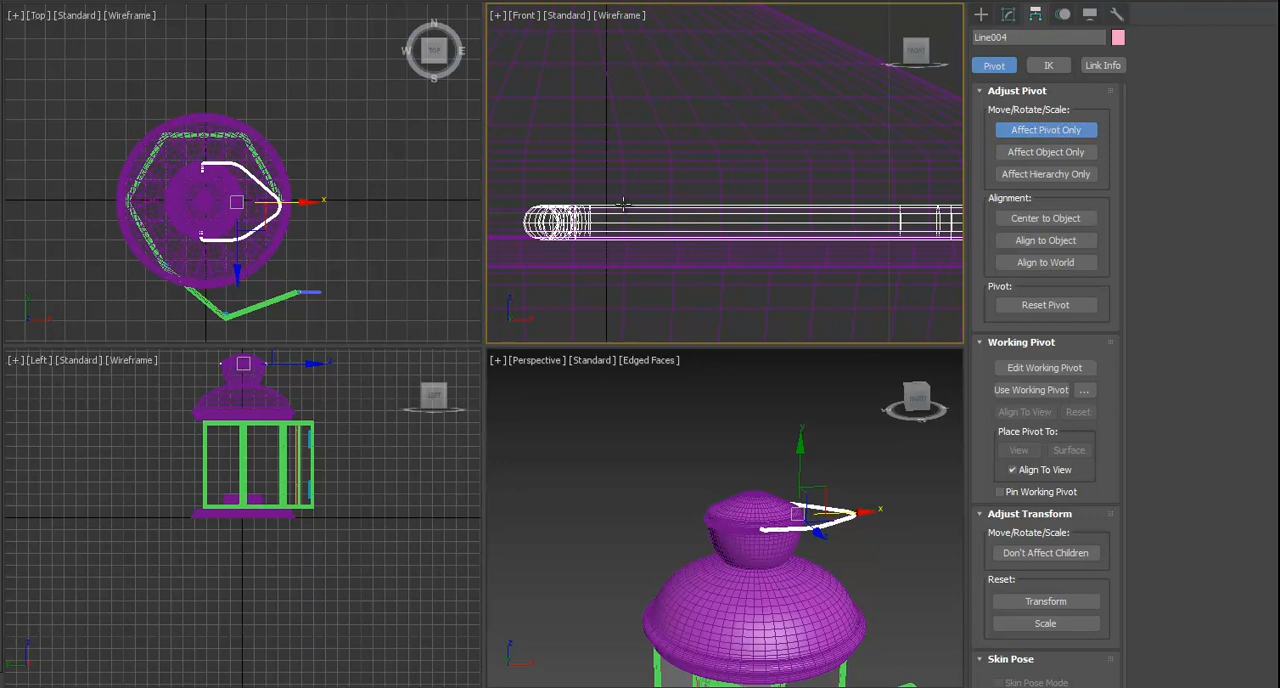 [+] [Top] [Standard] [Wireframe]
N
W TOP E
S
x
y
[+] [Front] [Standard] [Wireframe]
FRONT
z
[+] [Left] [Standard] [Wireframe]
LEFT
z
y
[+] [Perspective] [Standard] [Edged Faces]
FRONT
y
x
z
Line004
Pivot IK Link Info
Adjust Pivot
Move/Rotate/Scale:
Affect Pivot Only
Affect Object Only
Affect Hierarchy Only
Alignment:
Center to Object
Align to Object
Align to World
Pivot:
Reset Pivot
Working Pivot
Edit Working Pivot
Use Working Pivot ...
Align To View Reset
Place Pivot To:
View Surface
Align To View
Pin Working Pivot
Adjust Transform
Move/Rotate/Scale:
Don't Affect Children
Reset:
Transform
Scale
Skin Pose
Skin Pose Mode